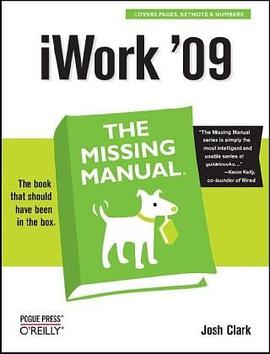 COVERS PAGES, KEYNOTE & NUMBERS
iWork '09
THE
MISSING
MANUAL®
"The Missing Manual
series is simply the
most intelligent and
usable series of
guidebooks..."
—Kevin Kelly,
co-founder of Wired
The book
that should
have been
in the box.
POGUE PRESS™
O'REILLY®
Josh Clark